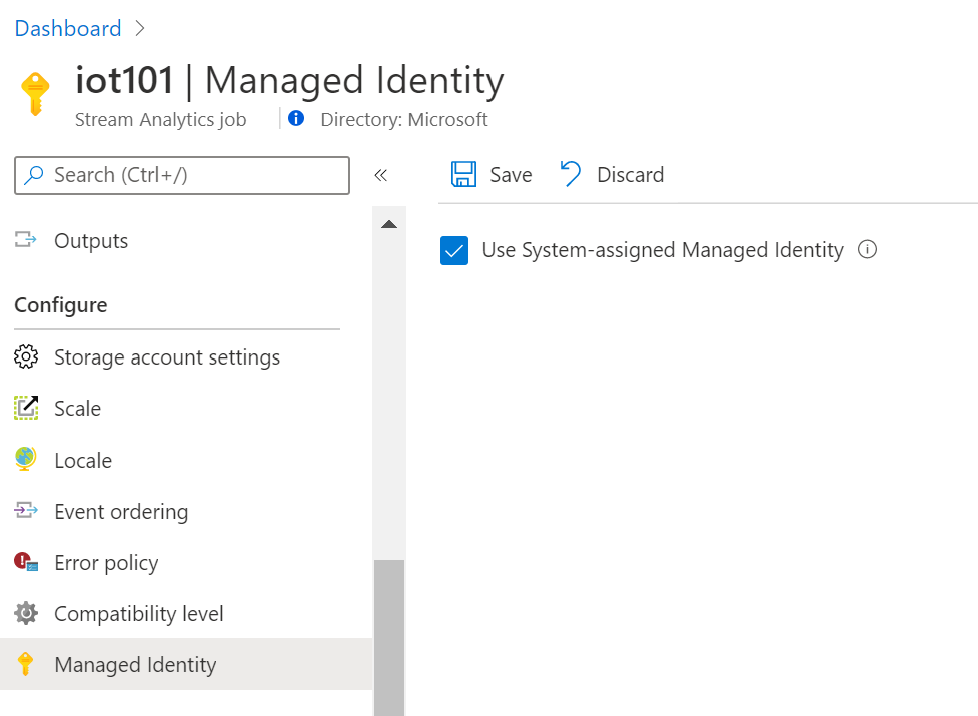 Dashboard
iot101 | Managed Identity
Stream Analytics job
Directory: Microsoft
Search (Ctrl+/)
Save
Discard
Outputs
Use System-assigned Managed Identity
Configure
Storage account settings
Scale
Locale
Event ordering
Error policy
Compatibility level
Managed Identity